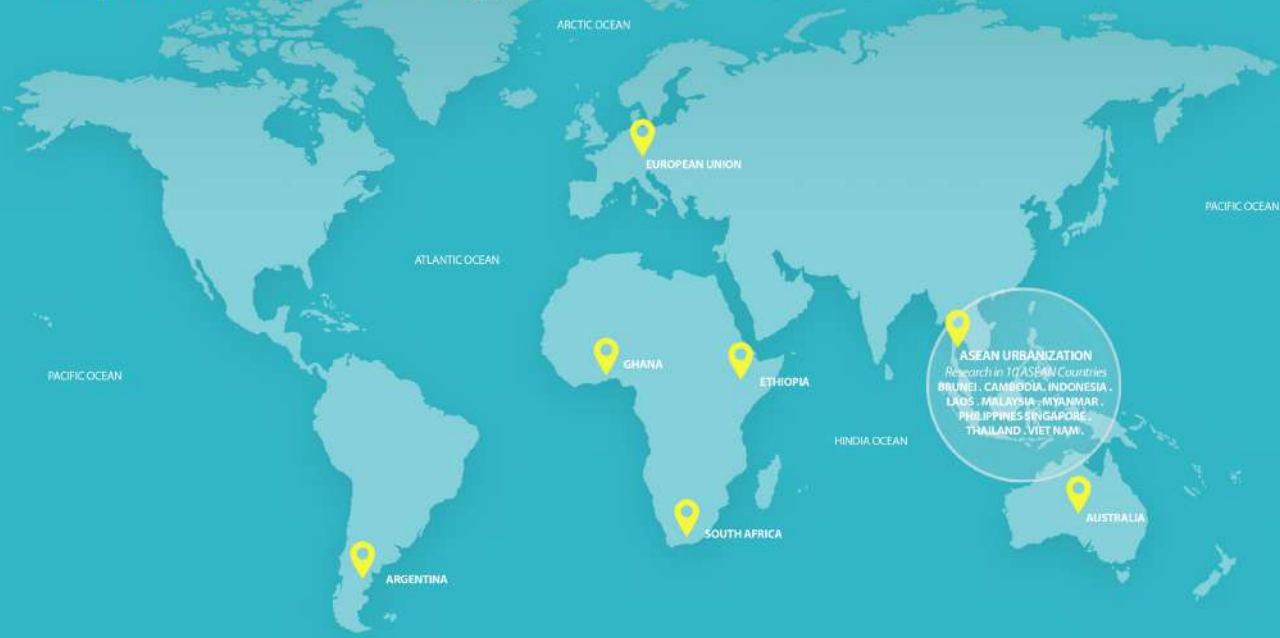 ARCTIC OCEAN
EUROPEAN UNION
PACIFIC OCEAN
ATLANTIC OCEAN
PACIFIC OCEAN
GHANA
ETHIOPIA
ASEAN URBANIZATION
Research in 10 ASEAN Countries
BRUNEI . CAMBODIA. INDONESIA .
LAOS . MALAYSIA . MYANMAR .
PHILIPPINES SINGAPORE .
THAILAND . VIET NAM .
HINDIA OCEAN
AUSTRALIA
SOUTH AFRICA
ARGENTINA